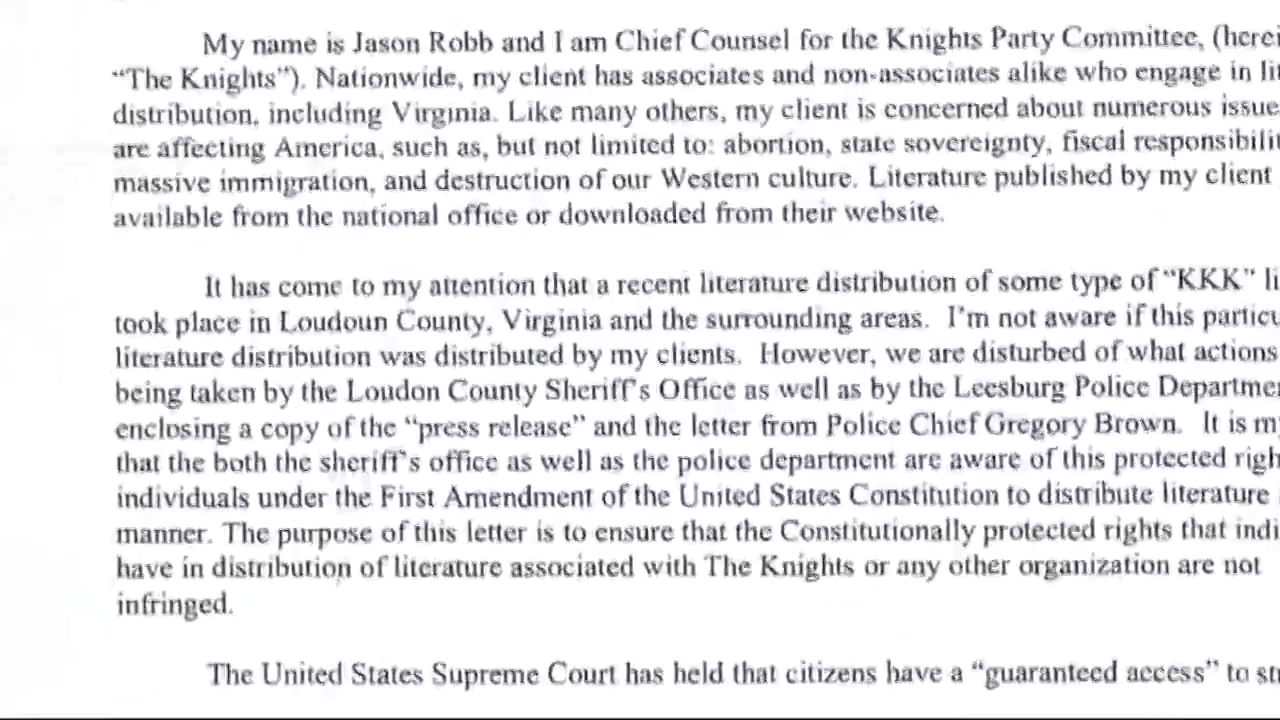 My name is Jason Robb and I am Chief Counsel for the Knights Party Committee, (herei
“The Knights”). Nationwide, my client has associates and non-associates alike who engage in lit
distribution, including Virginia. Like many others, my client is concerned about numerous issue
are affecting America, such as, but not limited to: abortion, state sovereignty, fiscal responsibilit
massive immigration, and destruction of our Western culture. Literature published by my client
available from the national office or downloaded from their website.
It has come to my attention that a recent literature distribution of some type of “KKK” li
took place in Loudoun County, Virginia and the surrounding areas. I'm not aware if this particu
literature distribution was distributed by my clients. However, we are disturbed of what actions
being taken by the Loudon County Sheriff's Office as well as by the Leesburg Police Departmen
enclosing a copy of the “press release” and the letter from Police Chief Gregory Brown. It is my
that the both the sheriff's office as well as the police department are aware of this protected righ
individuals under the First Amendment of the United States Constitution to distribute literature
manner. The purpose of this letter is to ensure that the Constitutionally protected rights that indi
have in distribution of literature associated with The Knights or any other organization are not
infringed.
The United States Supreme Court has held that citizens have a “guaranteed access” to str